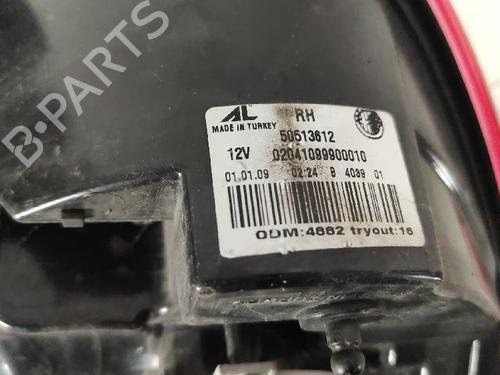 B-PARTS
AL RH
MADE IN TURKEY 50513612
12V 02041099900010
01.01.09 02:24 B 4039 01
ODM:4662 tryout:16